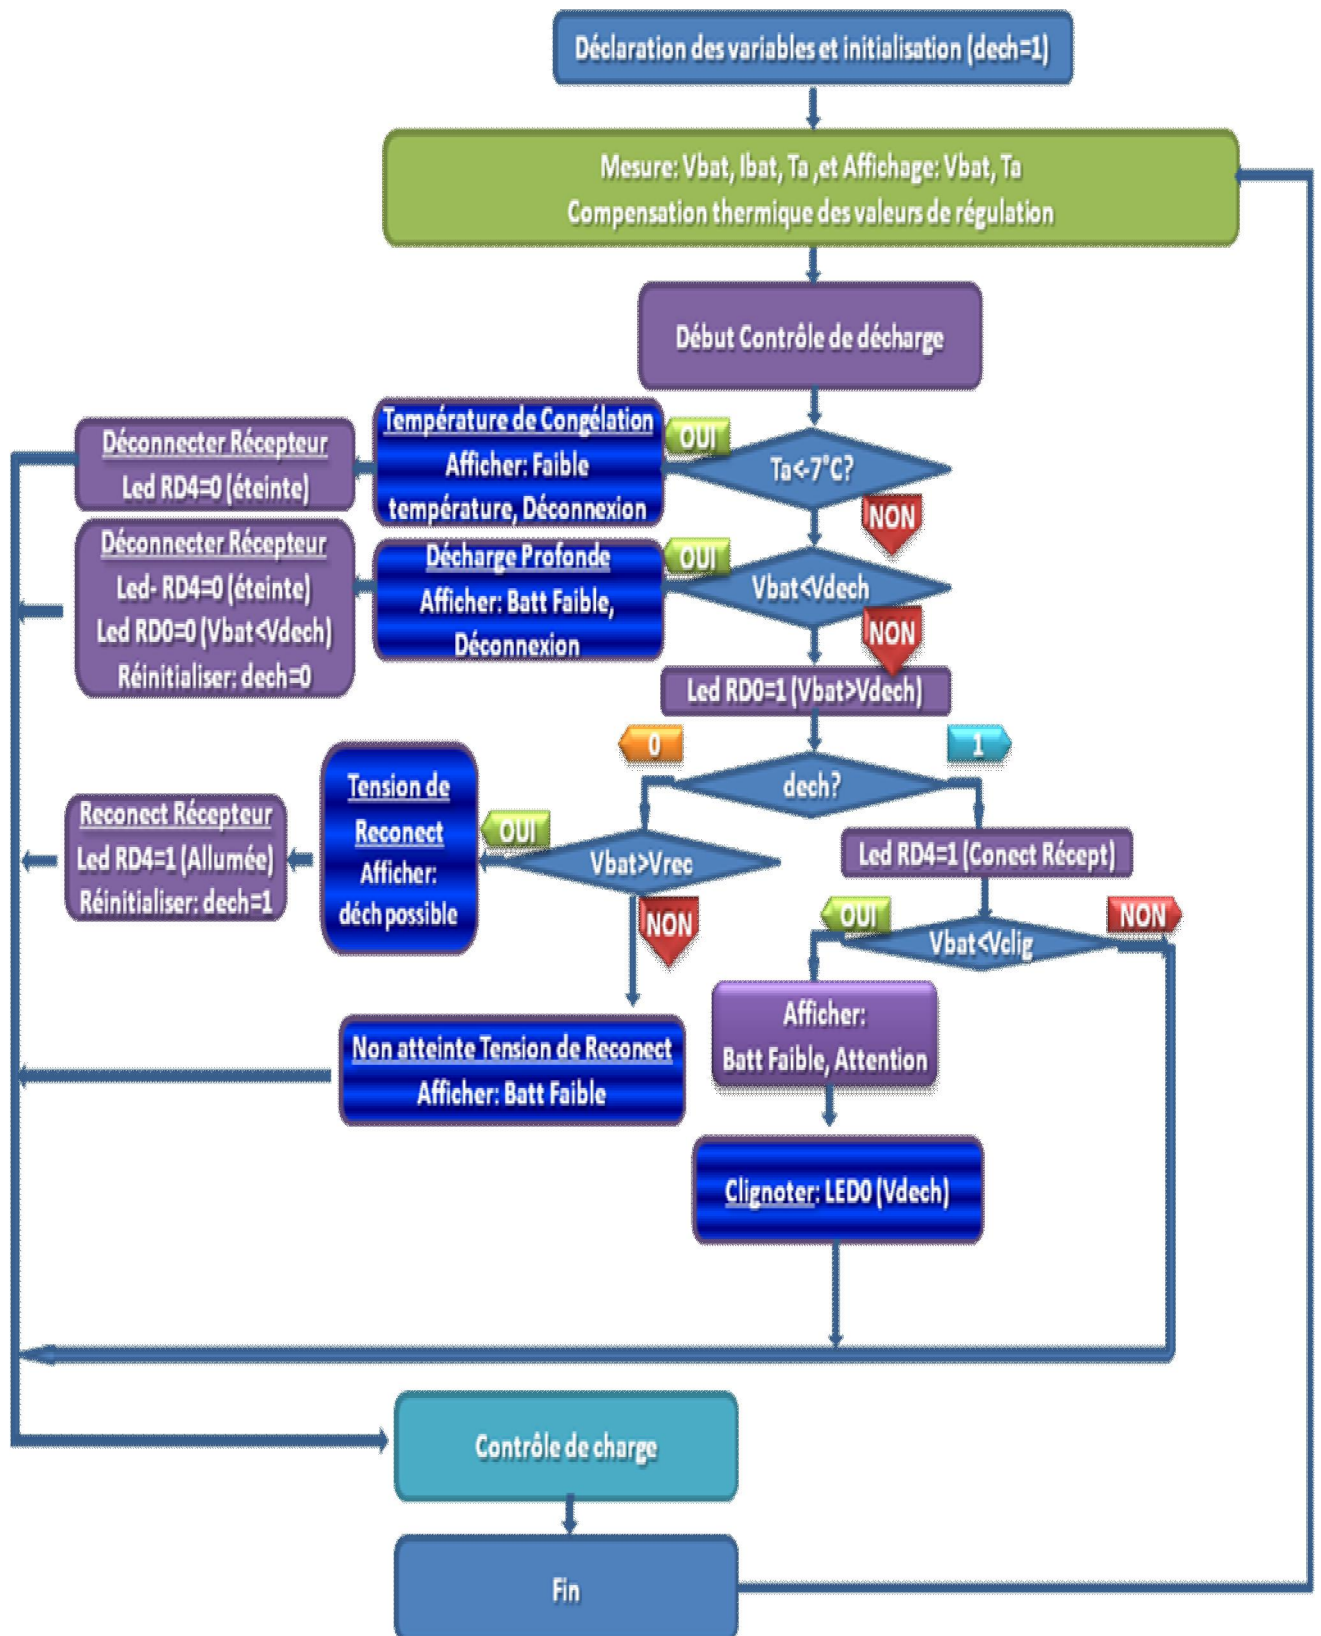 Déclaration des variables et initialisation (dech=1)
Mesure: Vbat, Ibat, Ta ,et Affichage: Vbat, Ta
Compensation thermique des valeurs de régulation
Début Contrôle de décharge
Ta<-7°C?
OUI
NON
Température de Congélation
Afficher: Faible
température, Déconnexion
Déconnecter Récepteur
Led RD4=0 (éteinte)
Vbat<Vdech
OUI
NON
Décharge Profonde
Afficher: Batt Faible,
Déconnexion
Déconnecter Récepteur
Led- RD4=0 (éteinte)
Led RD0=0 (Vbat<Vdech)
Réinitialiser: dech=0
Led RD0=1 (Vbat>Vdech)
0
1
dech?
Vbat>Vrec
OUI
NON
Tension de
Reconect
Afficher:
déch possible
Reconect Récepteur
Led RD4=1 (Allumée)
Réinitialiser: dech=1
Led RD4=1 (Conect Récept)
OUI
NON
Vbat<Vclig
Afficher:
Batt Faible, Attention
Non atteinte Tension de Reconect
Afficher: Batt Faible
Clignoter: LED0 (Vdech)
Contrôle de charge
Fin